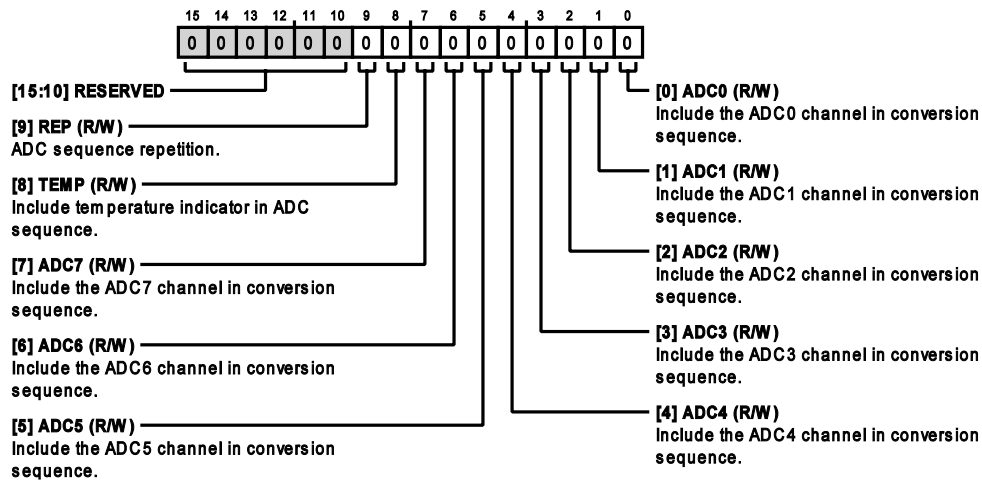 15 14 13 12 11 10 9 8 7 6 5 4 3 2 1 0
0 0 0 0 0 0 0 0 0 0 0 0 0 0 0 0
[15:10] RESERVED
[9] REP (R/W)
ADC sequence repetition.
[8] TEMP (R/W)
Include temperature indicator in ADC
sequence.
[7] ADC7 (R/W)
Include the ADC7 channel in conversion
sequence.
[6] ADC6 (R/W)
Include the ADC6 channel in conversion
sequence.
[5] ADC5 (R/W)
Include the ADC5 channel in conversion
sequence.
[0] ADC0 (R/W)
Include the ADC0 channel in conversion
sequence.
[1] ADC1 (R/W)
Include the ADC1 channel in conversion
sequence.
[2] ADC2 (R/W)
Include the ADC2 channel in conversion
sequence.
[3] ADC3 (R/W)
Include the ADC3 channel in conversion
sequence.
[4] ADC4 (R/W)
Include the ADC4 channel in conversion
sequence.